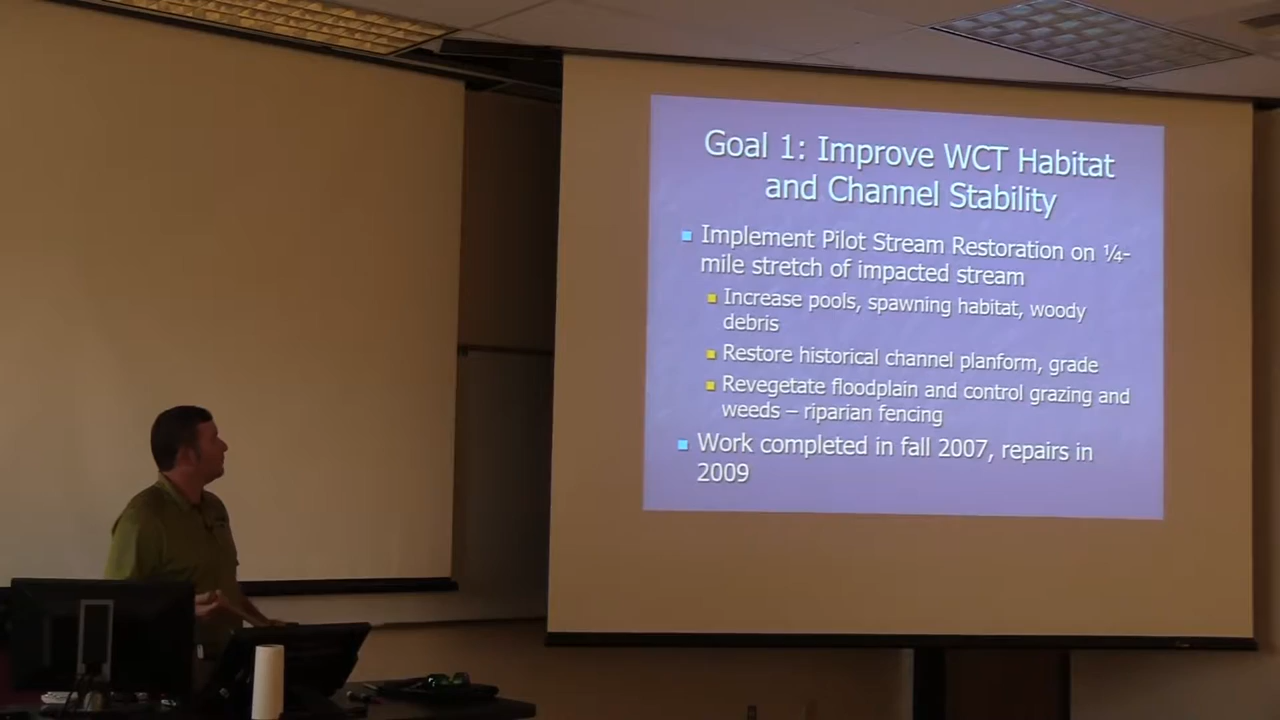 Goal 1: Improve WCT Habitat
and Channel Stability
Implement Pilot Stream Restoration on ¼-
mile stretch of impacted stream
Increase pools, spawning habitat, woody
debris
Restore historical channel planform, grade
Revegetate floodplain and control grazing and
weeds – riparian fencing
Work completed in fall 2007, repairs in
2009